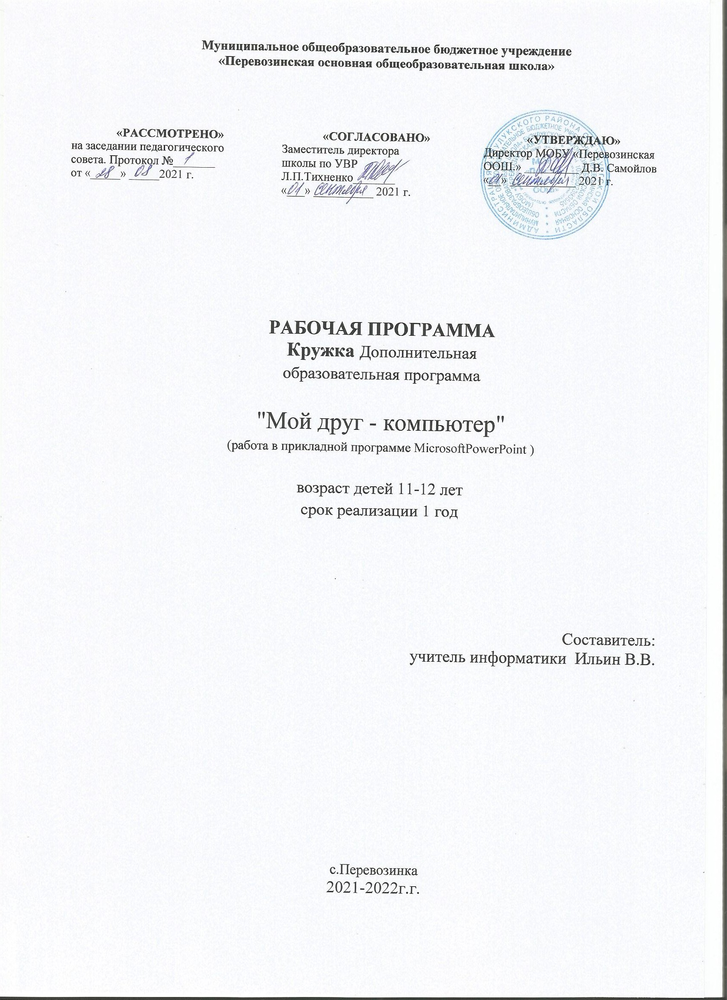 Муниципальное общеобразовательное бюджетное учреждение
«Перевозинская основная общеобразовательная школа»
«РАССМОТРЕНО»
на заседании педагогического
совета. Протокол № 1
от «28» 08 2021 г.
«СОГЛАСОВАНО»
Заместитель директора
школы по УВР
Л.П.Тихненко
«01» сентября 2021 г.
«УТВЕРЖДАЮ»
Директор МОБУ «Перевозинская
ООШ.» Д.В. Самойлов
«01» сентября 2021 г.
РАБОЧАЯ ПРОГРАММА
Кружка Дополнительная
образовательная программа
"Мой друг - компьютер"
(работа в прикладной программе MicrosoftPowerPoint )
возраст детей 11-12 лет
срок реализации 1 год
Составитель:
учитель информатики Ильин В.В.
с.Перевозинка
2021-2022г.г.